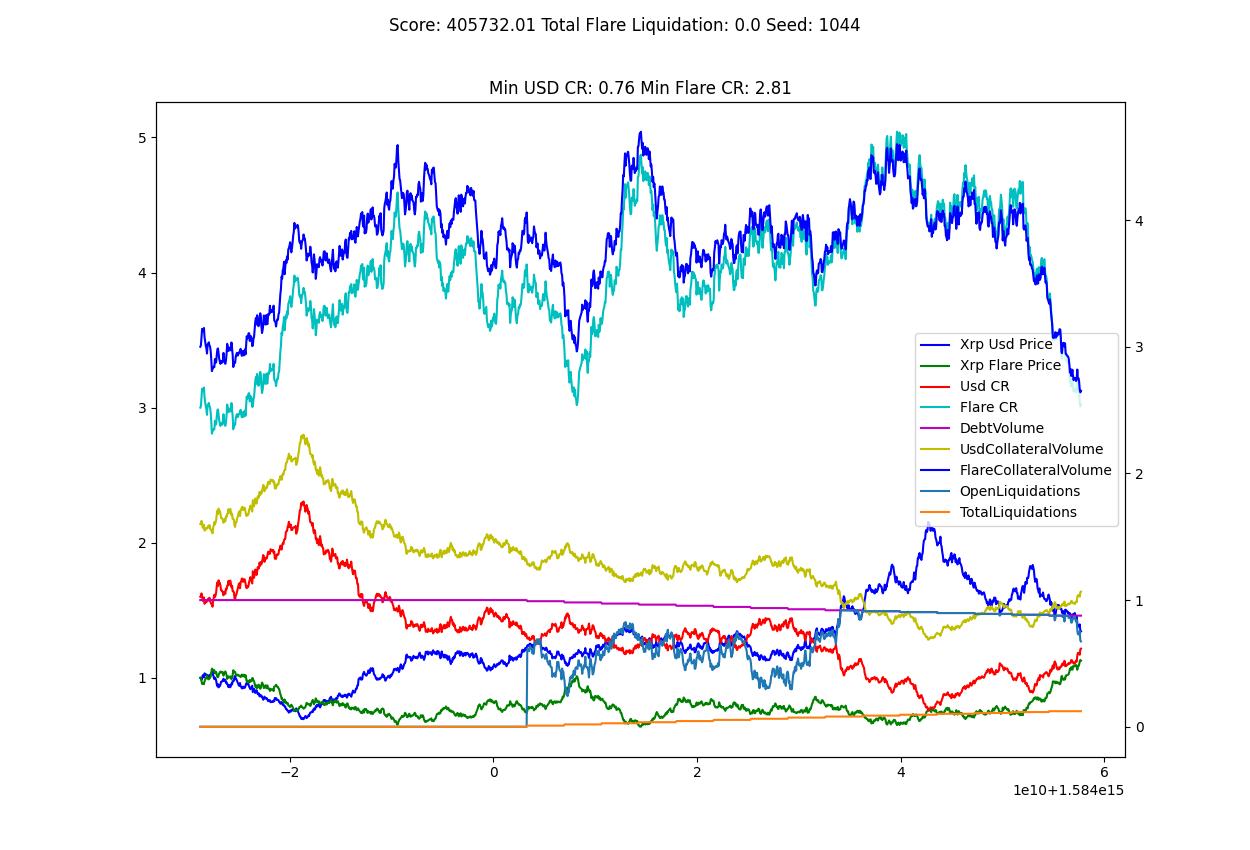 Score: 405732.01 Total Flare Liquidation: 0.0 Seed: 1044
Min USD CR: 0.76 Min Flare CR: 2.81
5
4
3
2
1
4
3
2
1
0
Xrp Usd Price
Xrp Flare Price
Usd CR
Flare CR
DebtVolume
UsdCollateralVolume
FlareCollateralVolume
OpenLiquidations
TotalLiquidations
−2 0 2 4 6
1e10+1.584e15